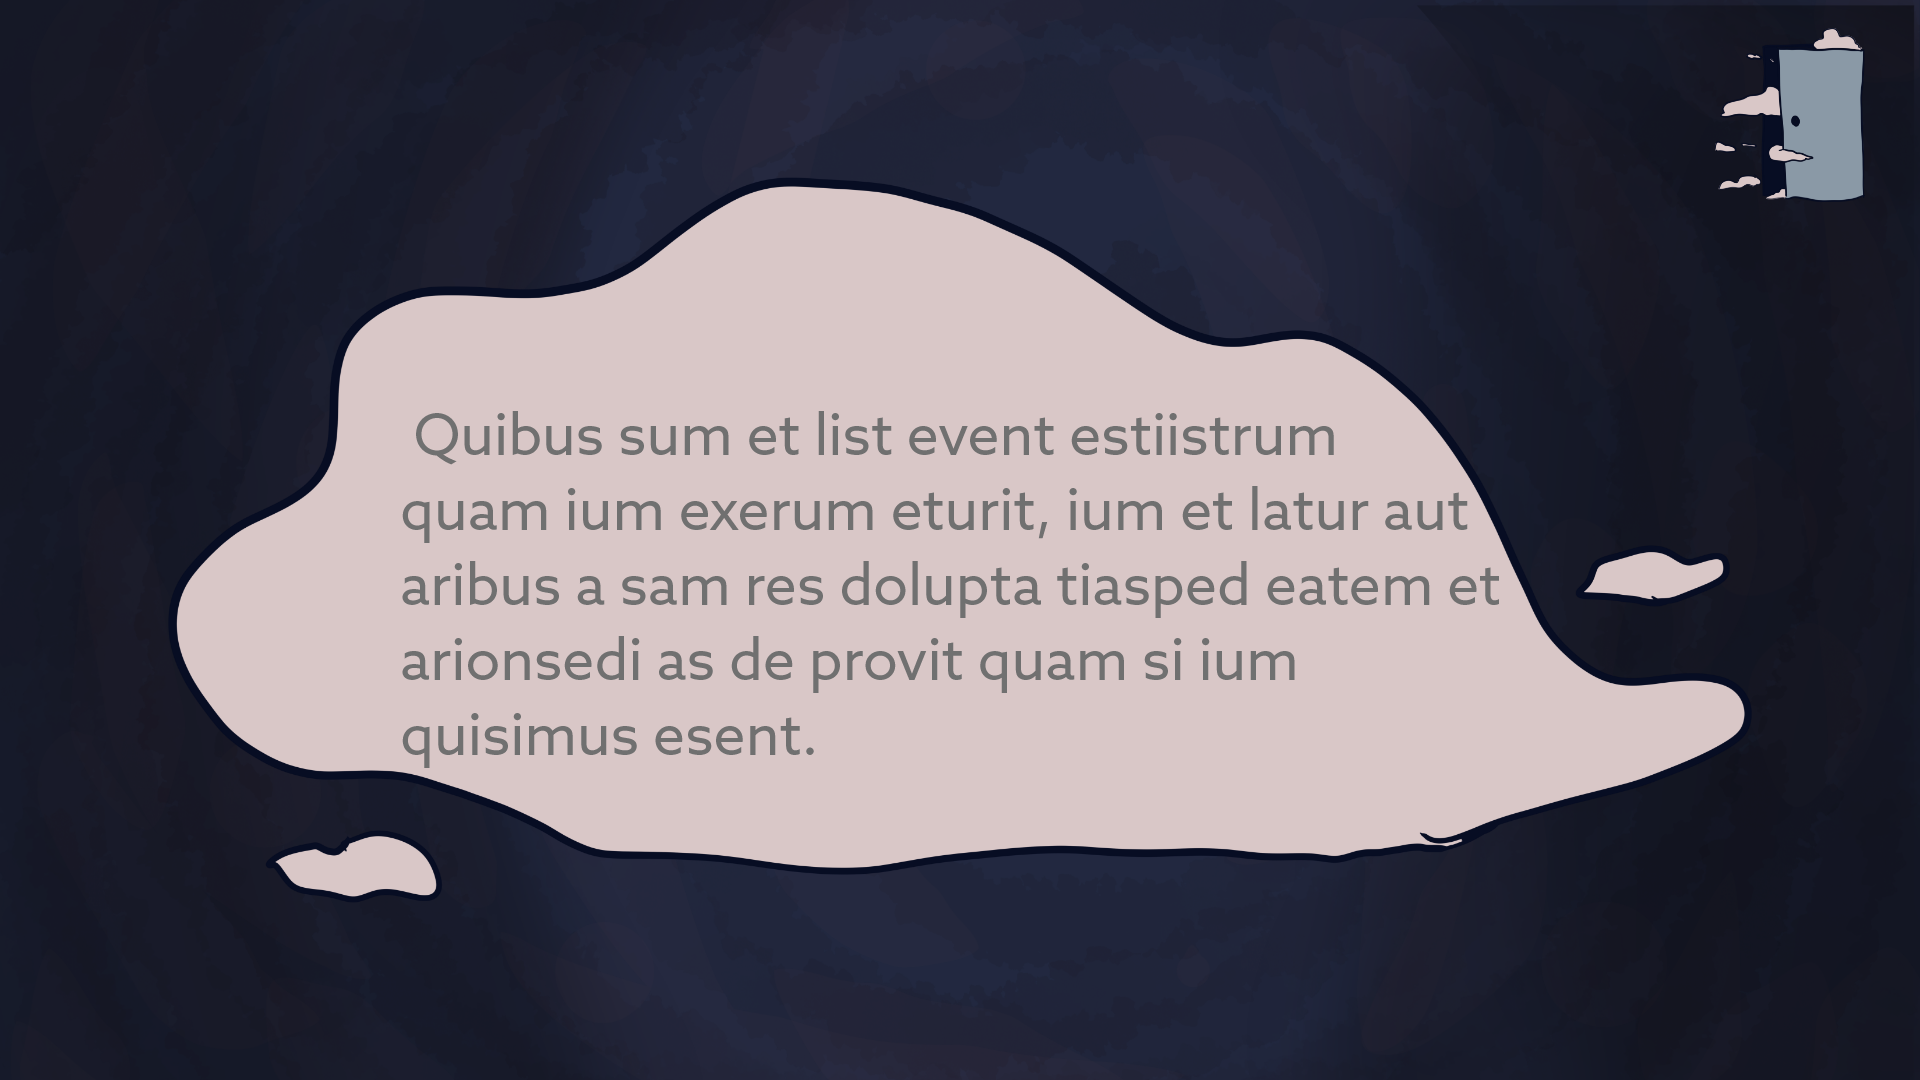 Quibus sum et list event estiistrum
quam ium exerum eturit, ium et latur aut
aribus a sam res dolupta tiasped eatem et
arionsedi as de provit quam si ium
quisimus esent.